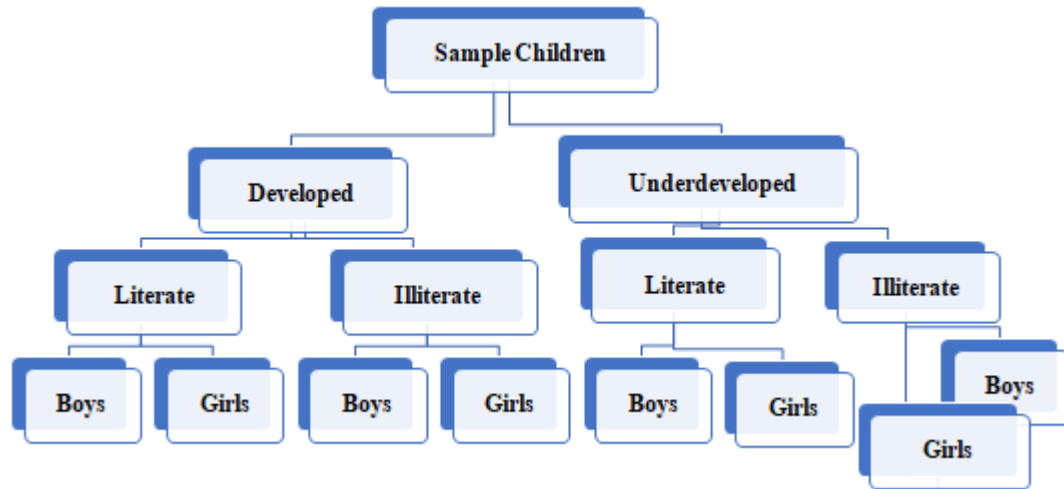 Sample Children
Developed
Underdeveloped
Literate
Illiterate
Literate
Illiterate
Boys
Girls
Boys
Girls
Boys
Girls
Boys
Girls